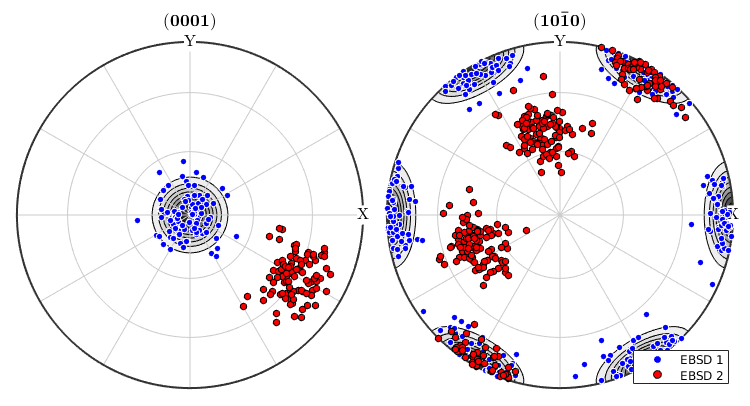 (0001)
(101̄0)
Y
Y
X
X
EBSD 1
EBSD 2